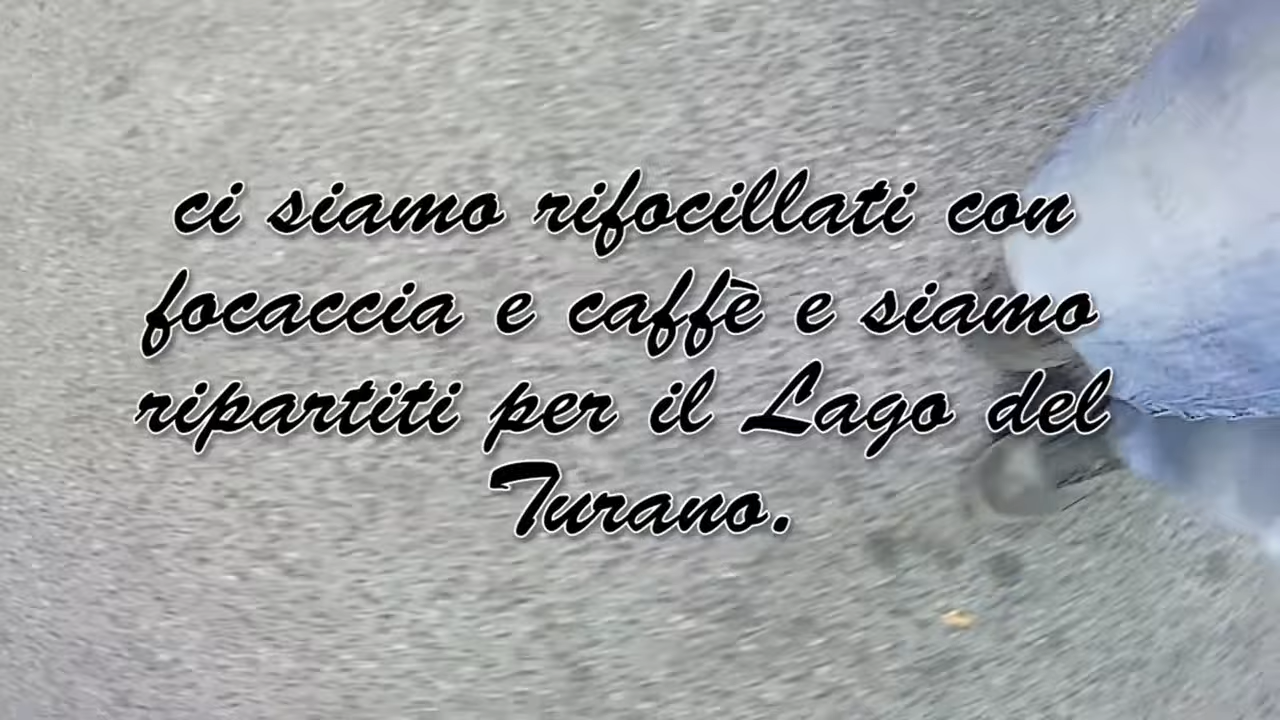 ci siamo rifocillati con
focaccia e caffè e siamo
ripartiti per il Lago del
Turano.